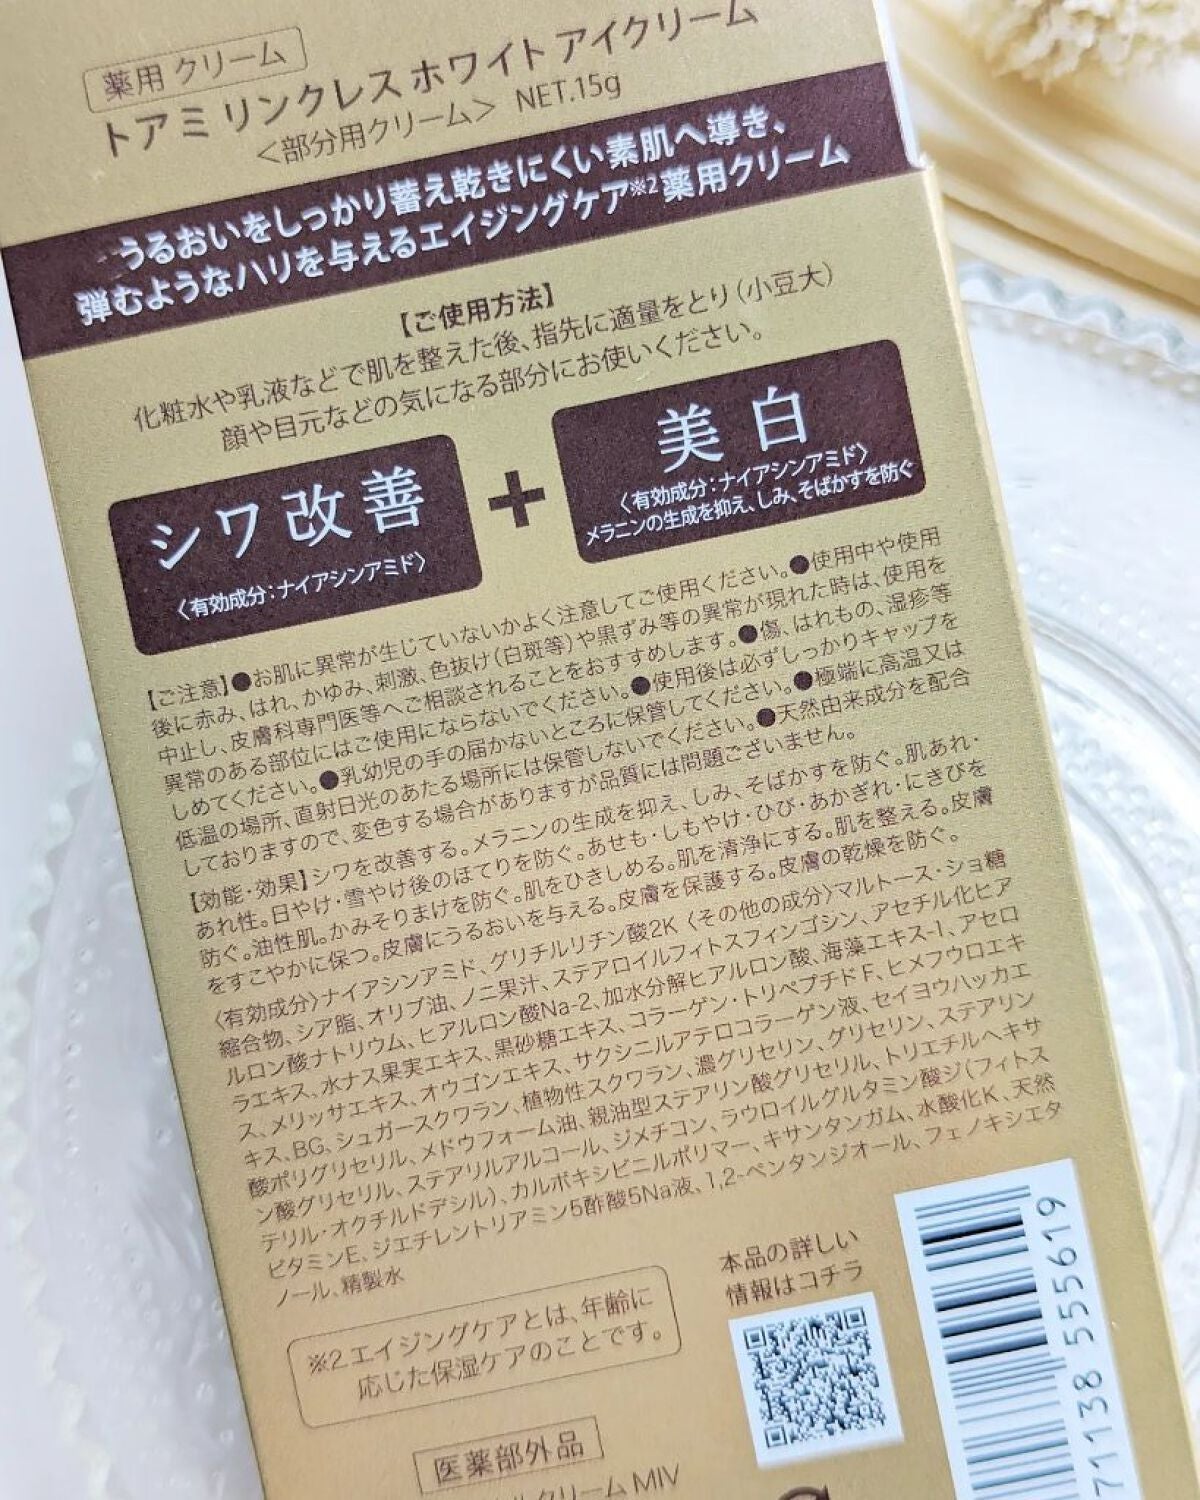 薬用 クリーム
トアミ リンクレス ホワイト アイクリーム
<部分用クリーム> NET.15g
うるおいをしっかり蓄え乾きにくい素肌へ導き、
弾むようなハリを与えるエイジングケア※2薬用クリーム
【ご使用方法】
化粧水や乳液などで肌を整えた後、指先に適量をとり(小豆大)
顔や目元などの気になる部分にお使いください。
シワ改善
〈有効成分:ナイアシンアミド〉
+
美白
〈有効成分:ナイアシンアミド〉
メラニンの生成を抑え、しみ、そばかすを防ぐ
【ご注意】●お肌に異常が生じていないかよく注意してご使用ください。●使用中や使用
後に赤み、はれ、かゆみ、刺激、色抜け(白斑等)や黒ずみ等の異常が現れた時は、使用を
中止し、皮膚科専門医等へご相談されることをおすすめします。●傷、はれもの、湿疹等
異常のある部位にはご使用にならないでください。●使用後は必ずしっかりキャップを
しめてください。●乳幼児の手の届かないところに保管してください。●極端に高温又は
低温の場所、直射日光のあたる場所には保管しないでください。●天然由来成分を配合
しておりますので、変色する場合がありますが品質には問題ございません。
【効能・効果】シワを改善する。メラニンの生成を抑え、しみ、そばかすを防ぐ。肌あれ・
あれ性。日やけ・雪やけ後のほてりを防ぐ。あせも・しもやけ・ひび・あかぎれ・にきびを
防ぐ。油性肌。かみそりまけを防ぐ。肌をひきしめる。肌を清浄にする。肌を整える。皮膚
をすこやかに保つ。皮膚にうるおいを与える。皮膚を保護する。皮膚の乾燥を防ぐ。
〈有効成分〉ナイアシンアミド、グリチルリチン酸2K〈その他の成分〉マルトース・ショ糖
縮合物、シア脂、オリブ油、ノニ果汁、ステアロイルフィトスフィンゴシン、アセチル化ヒア
ルロン酸ナトリウム、ヒアルロン酸Na-2、加水分解ヒアルロン酸、海藻エキス-1、アセロ
ラエキス、水ナス果実エキス、黒砂糖エキス、コラーゲン・トリペプチド F、ヒメフウロエキ
ス、メリッサエキス、オウゴンエキス、サクシニルアテロコラーゲン液、セイヨウハッカエ
キス、BG、シュガースクワラン、植物性スクワラン、濃グリセリン、グリセリン、ステアリン
酸ポリグリセリル、メドウフォーム油、親油型ステアリン酸グリセリル、トリエチルヘキサ
ン酸グリセリル、ステアリルアルコール、ジメチコン、ラウロイルグルタミン酸ジ(フィトス
テリル・オクチルドデシル)、カルボキシビニルポリマー、キサンタンガム、水酸化K、天然
ビタミンE、ジエチレントリアミン5酢酸5Na液、1,2-ペンタンジオール、フェノキシエタ
ノール、精製水
本品の詳しい
情報はコチラ
※2エイジングケアとは、年齢に
応じた保湿ケアのことです。
医薬部外品
クリーム MIV
71138 555619